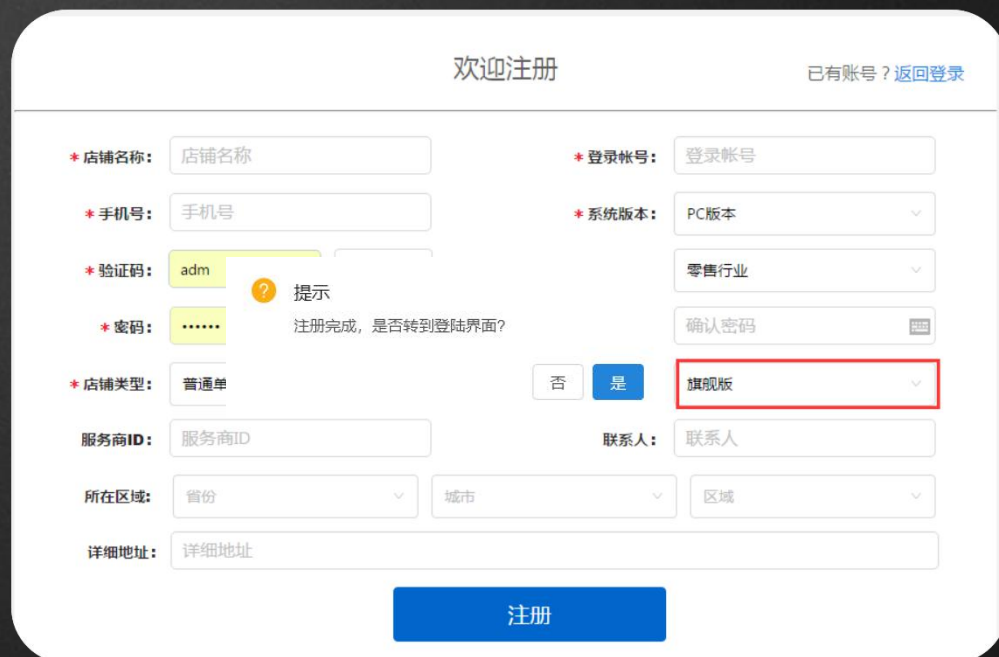 欢迎注册
已有账号？返回登录
*店铺名称： 店铺名称 *登录帐号： 登录帐号
*手机号： 手机号 *系统版本： PC版本
*验证码： adm 零售行业
提示
注册完成，是否转到登陆界面？
*密码： •••••• 确认密码
否 是
*店铺类型： 普通单 旗舰版
服务商ID： 服务商ID 联系人： 联系人
所在区域: 省份 城市 区域
详细地址： 详细地址
注册